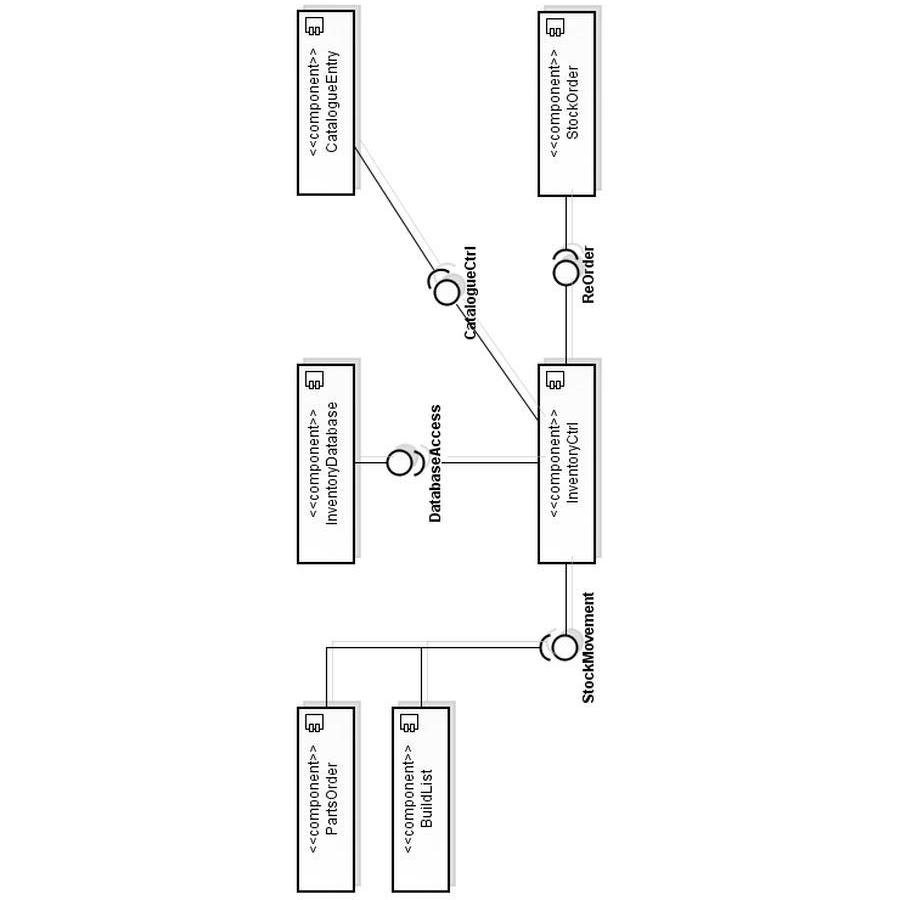 <<component>>
PartsOrder
<<component>>
InventoryDatabase
<<component>>
CatalogueEntry
<<component>>
BuildList
DatabaseAccess
CatalogueCtrl
<<component>>
InventoryCtrl
<<component>>
StockOrder
StockMovement
ReOrder